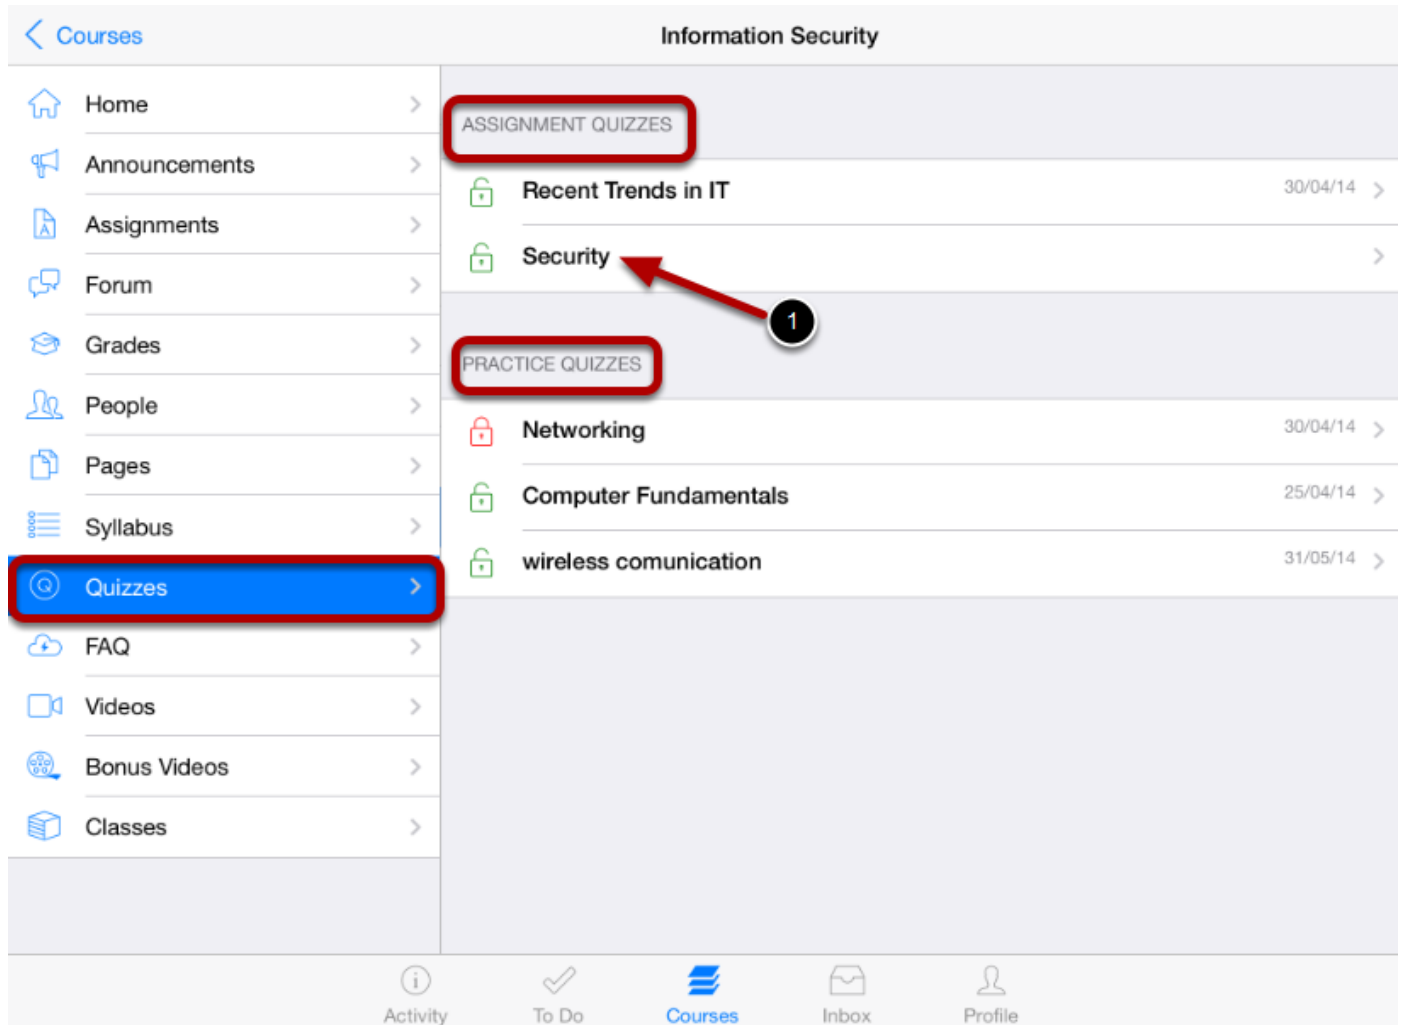 Courses
Information Security
Home
Announcements
Assignments
Forum
Grades
People
Pages
Syllabus
Quizzes
FAQ
Videos
Bonus Videos
Classes
ASSIGNMENT QUIZZES
Recent Trends in IT 30/04/14
Security
1
PRACTICE QUIZZES
Networking 30/04/14
Computer Fundamentals 25/04/14
wireless comunication 31/05/14
Activity
To Do
Courses
Inbox
Profile